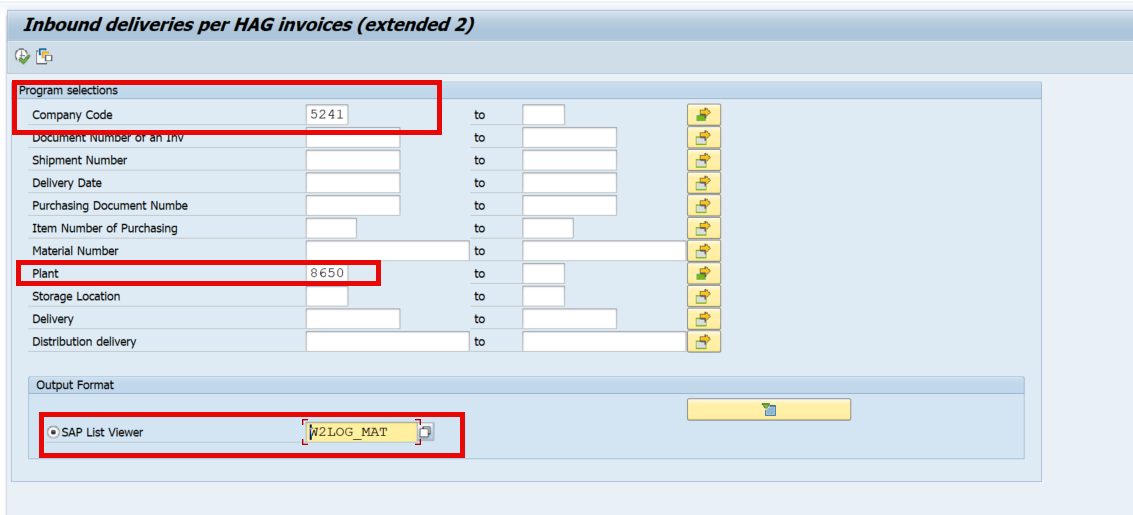 Inbound deliveries per HAG invoices (extended 2)
Program selections
Company Code 5241 to
Document Number of an Inv to
Shipment Number to
Delivery Date to
Purchasing Document Numbe to
Item Number of Purchasing to
Material Number to
Plant 8650 to
Storage Location to
Delivery to
Distribution delivery to
Output Format
SAP List Viewer W2LOG_MAT